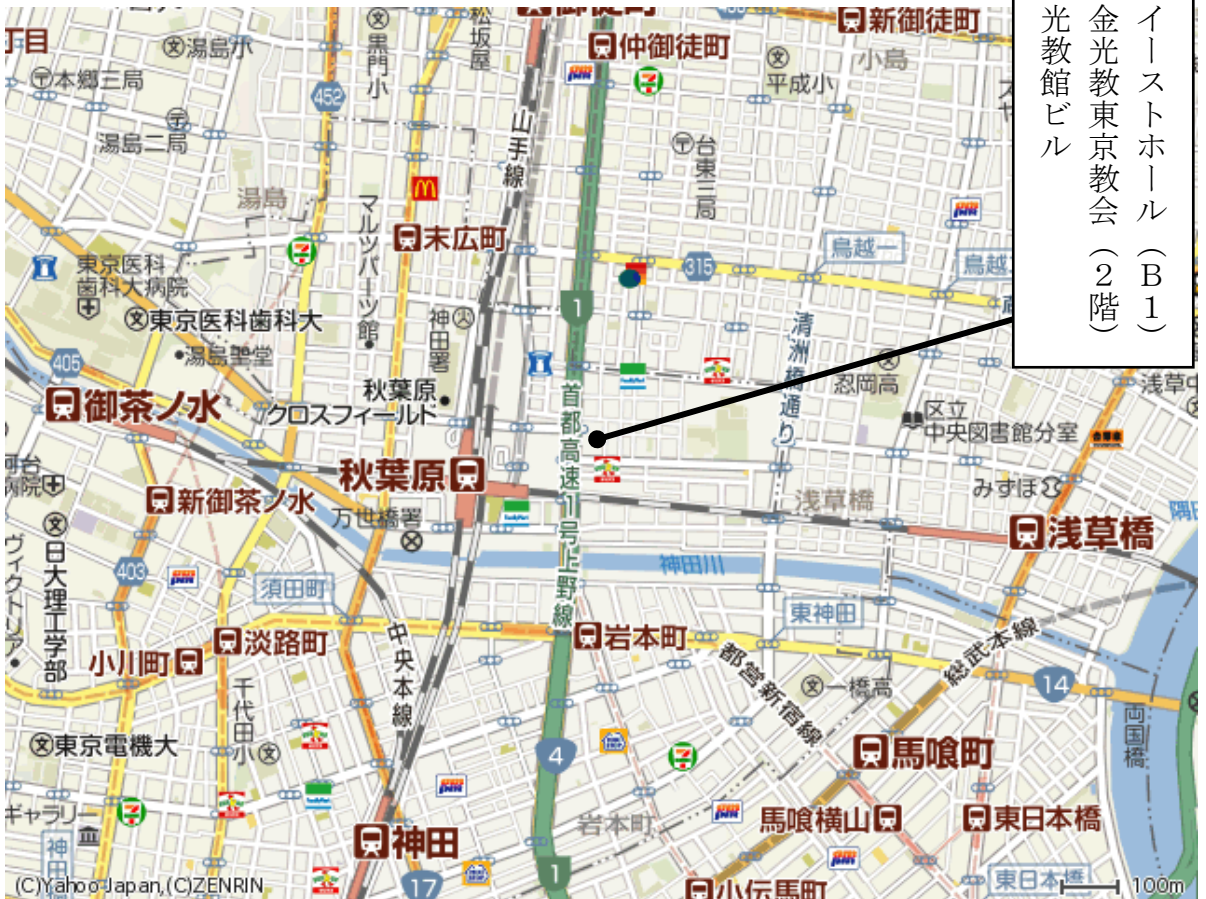 イーストホール（Ｂ１）
金光教東京教会（２階）
光教館ビル
新御徒町
仲御徒町
小島
平成小
丁目
湯島小
本郷三局
黒門小
松坂屋
452
湯島二局
山手線
台東三局
湯島
末広町
マルツパーツ館
鳥越一
315
東京医科
歯科大病院
東京医科歯科大
神田署
1
清洲橋通り
湯島聖堂
405
忍岡高
御茶ノ水
秋葉原
クロスフィールド
首都高速1号上野線
区立
中央図書館分室
秋葉原
新御茶ノ水
万世橋署
浅草橋
みずほ
浅草橋
日大理工学部
403
神田川
須田町
東神田
淡路町
小川町
中央本線
岩本町
都営新宿線
一橋高
総武本線
14
両国橋
千代田小
東京電機大
4
馬喰町
ギャラリー
岩本町
馬喰横山
東日本橋
神田
17
1
小伝馬町
東日本橋
100m
(C)Yahoo Japan,(C)ZENRIN